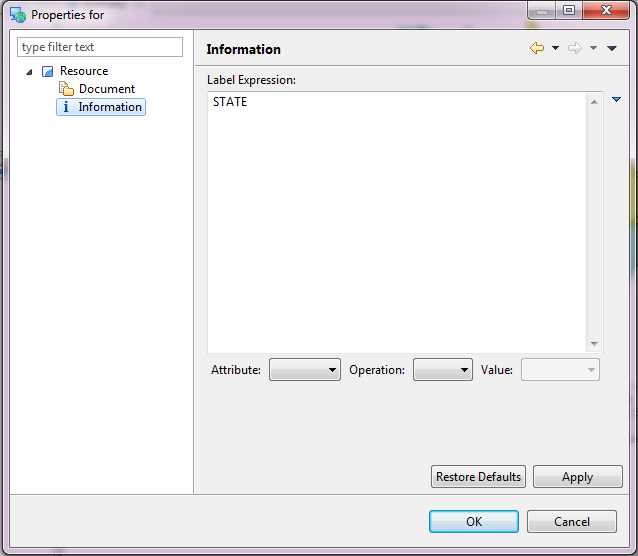 Properties for
type filter text
Resource
Document
Information
Information
Label Expression:
STATE
Attribute:
Operation:
Value:
Restore Defaults
Apply
OK
Cancel